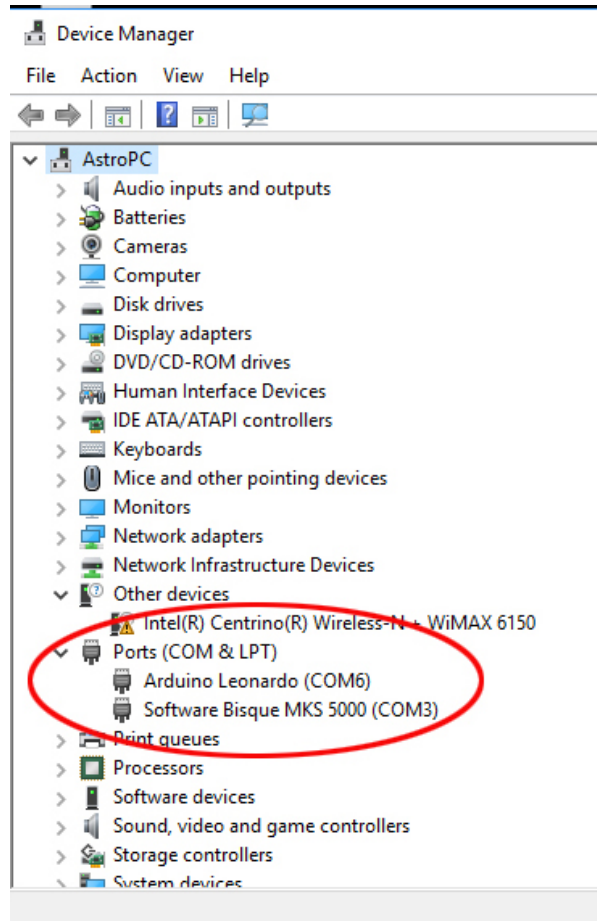 Device Manager
File Action View Help
AstroPC
Audio inputs and outputs
Batteries
Cameras
Computer
Disk drives
Display adapters
DVD/CD-ROM drives
Human Interface Devices
IDE ATA/ATAPI controllers
Keyboards
Mice and other pointing devices
Monitors
Network adapters
Network Infrastructure Devices
Other devices
Intel(R) Centrino(R) Wireless-N + WiMAX 6150
Ports (COM & LPT)
Arduino Leonardo (COM6)
Software Bisque MKS 5000 (COM3)
Print queues
Processors
Software devices
Sound, video and game controllers
Storage controllers
System devices